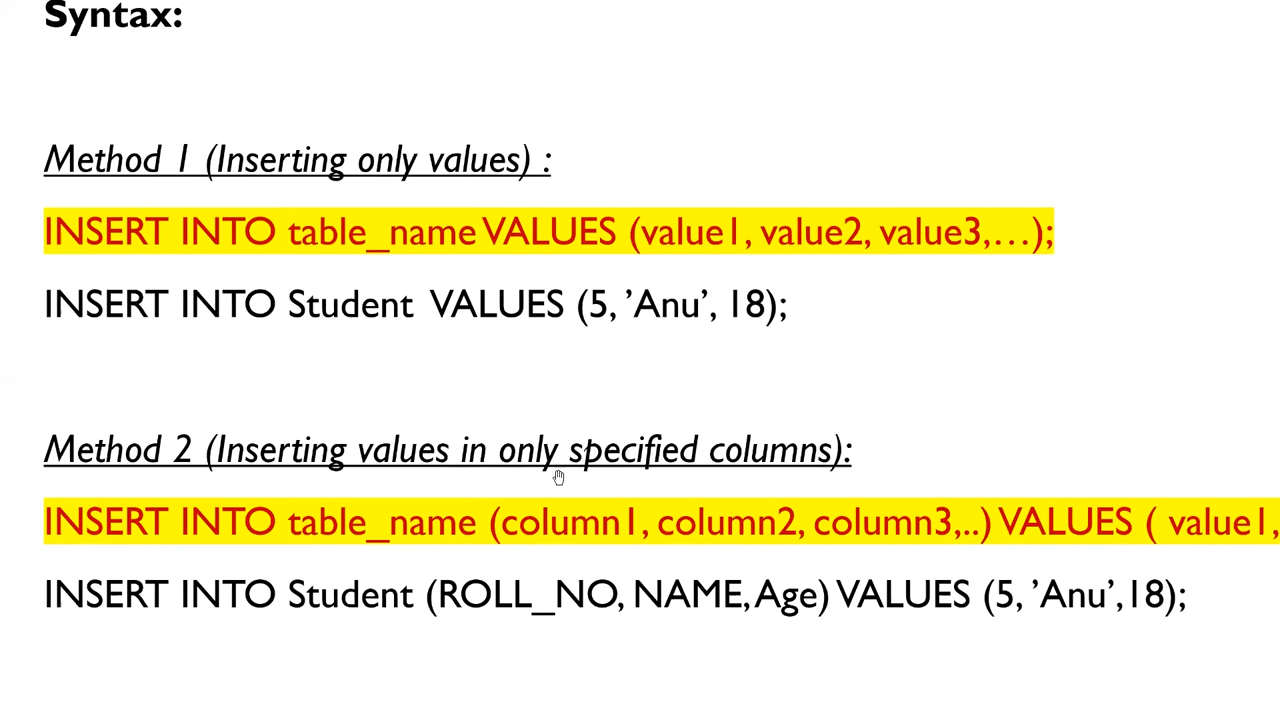 Syntax:
Method 1 (Inserting only values) :
INSERT INTO table_name VALUES (value1, value2, value3,…);
INSERT INTO Student VALUES (5, ’Anu’, 18);
Method 2 (Inserting values in only specified columns):
INSERT INTO table_name (column1, column2, column3,..) VALUES ( value1,
INSERT INTO Student (ROLL_NO, NAME, Age) VALUES (5, ’Anu’,18);